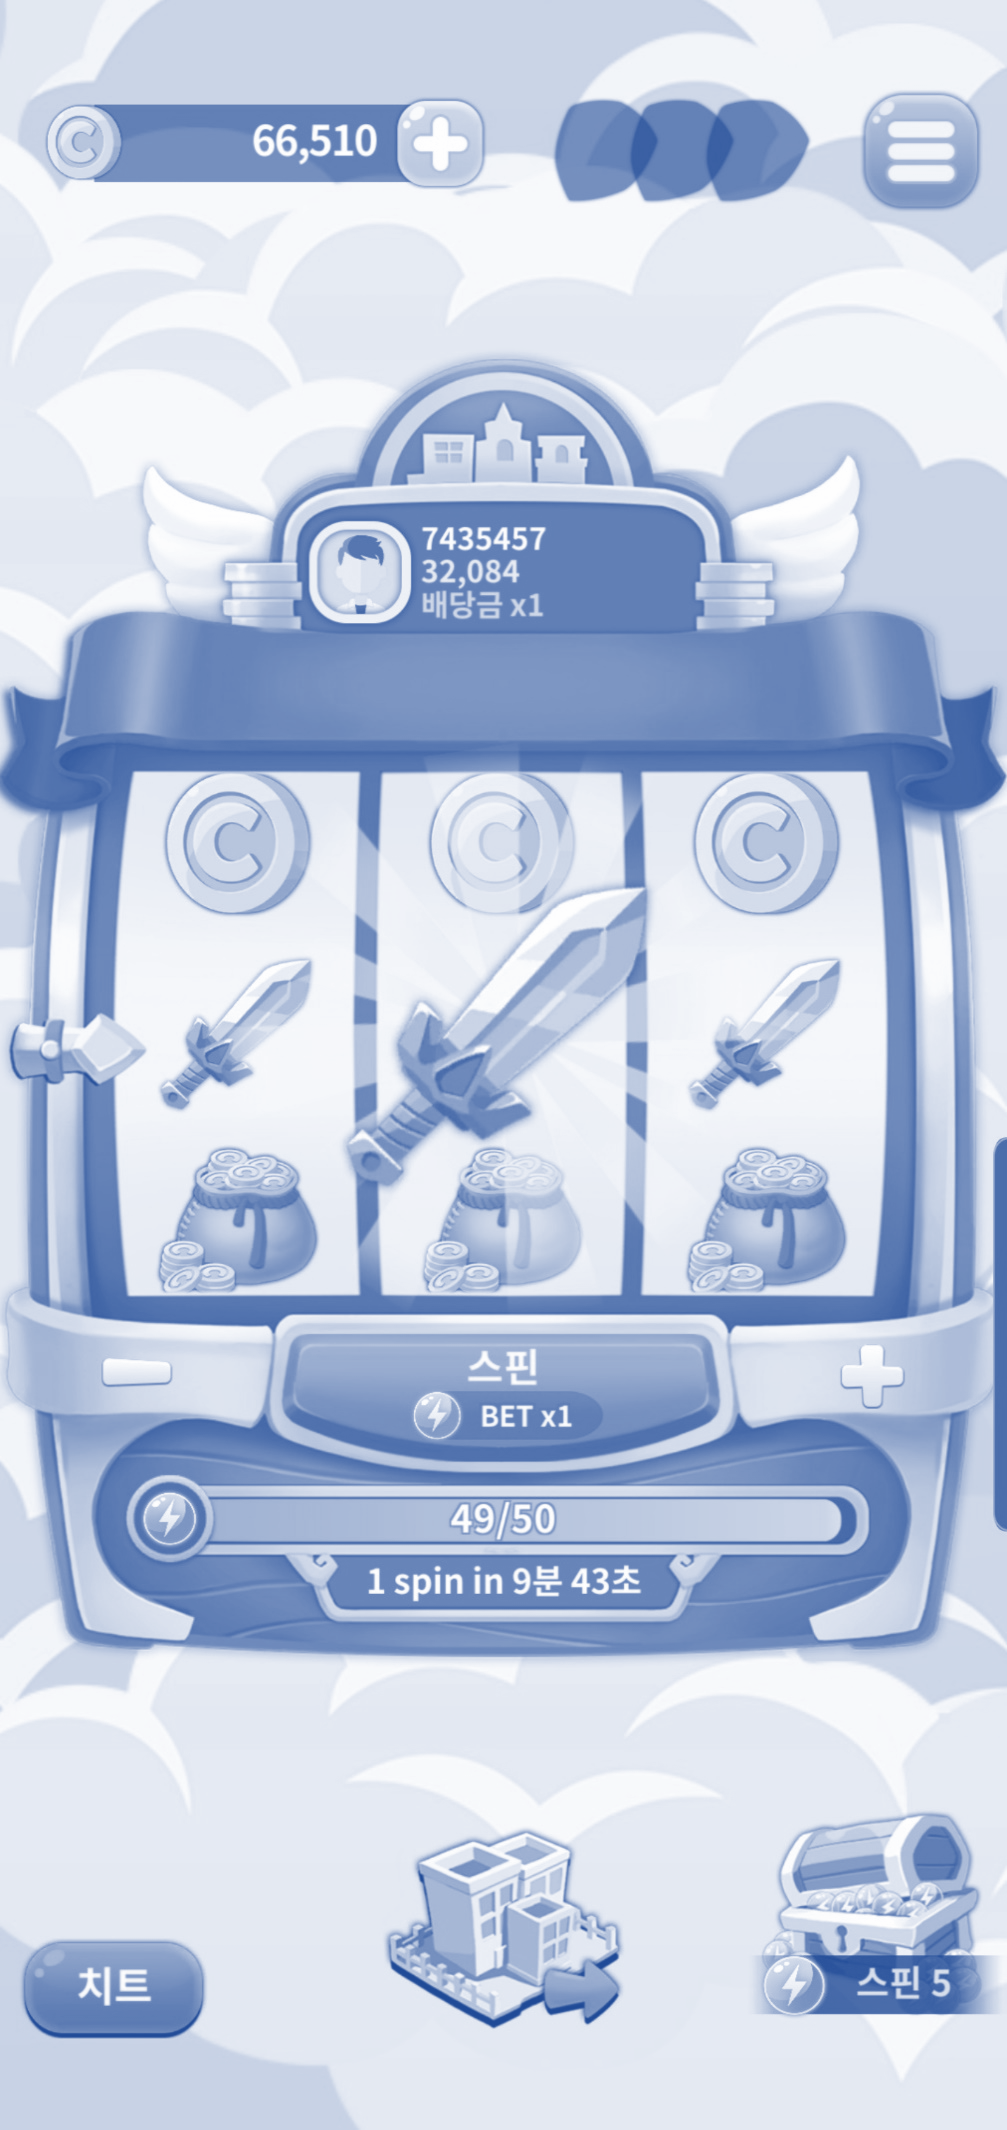 66,510
7435457
32,084
배당금 x1
스핀
BET x1
49/50
1 spin in 9분 43초
치트
스핀 5